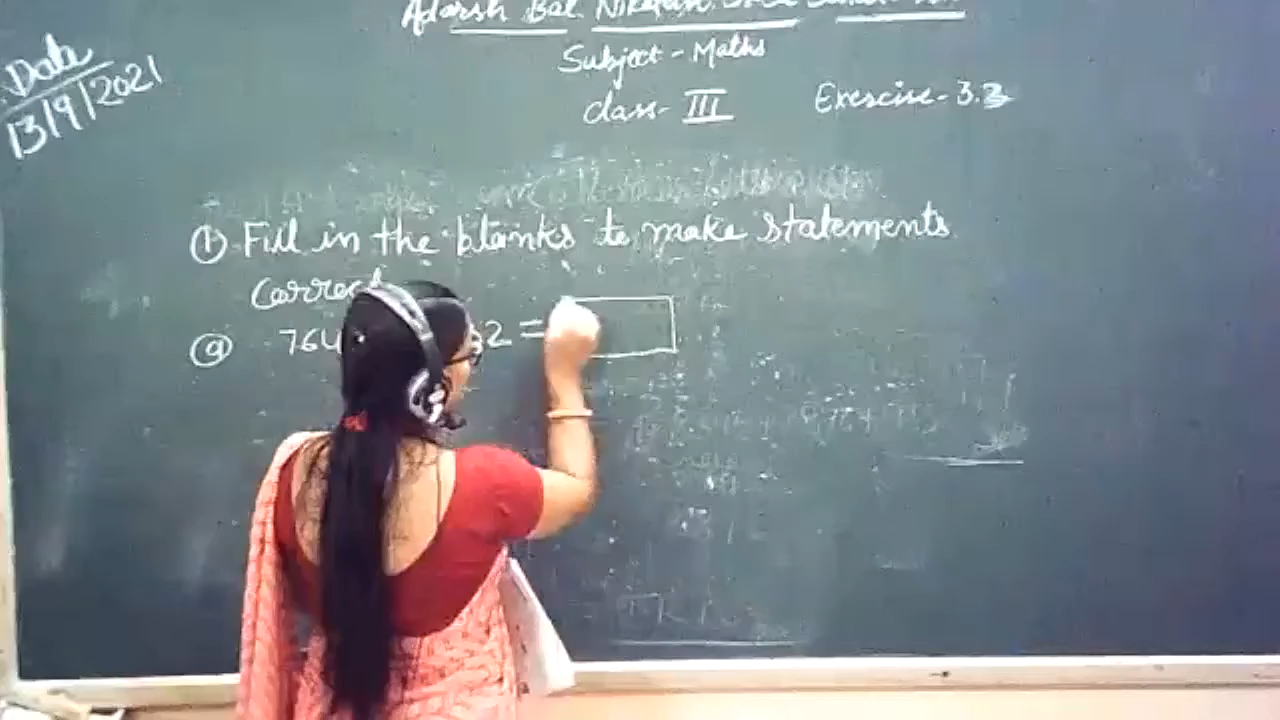 Adarsh Bal Niketan
Subject - Maths
Date
13/9/2021
Class- III Exercise- 3.3
① Fill in the blanks to make statements
Correct
ⓐ 764 2 =